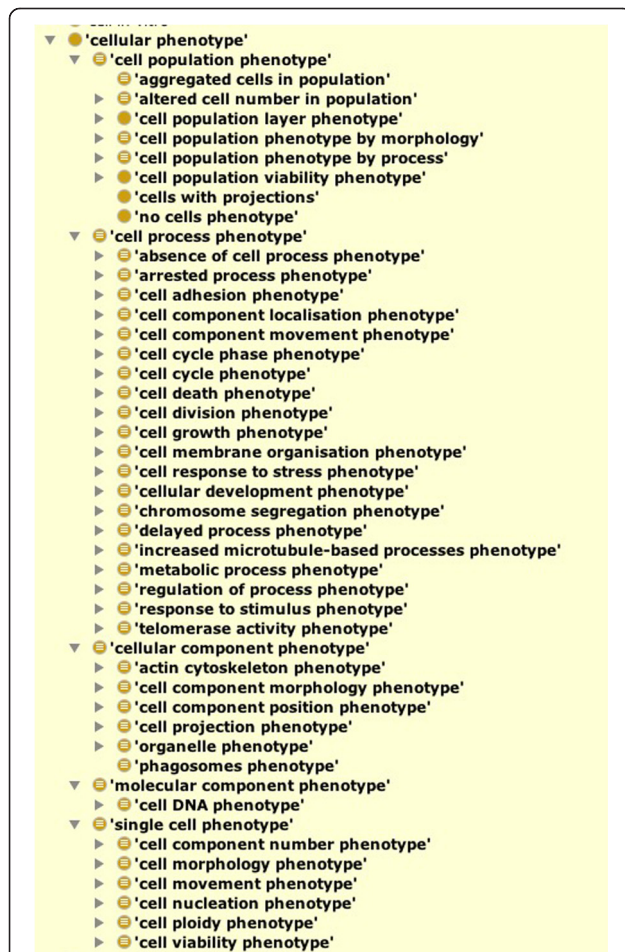 'cellular phenotype'
'cell population phenotype'
'aggregated cells in population'
'altered cell number in population'
'cell population layer phenotype'
'cell population phenotype by morphology'
'cell population phenotype by process'
'cell population viability phenotype'
'cells with projections'
'no cells phenotype'
'cell process phenotype'
'absence of cell process phenotype'
'arrested process phenotype'
'cell adhesion phenotype'
'cell component localisation phenotype'
'cell component movement phenotype'
'cell cycle phase phenotype'
'cell cycle phenotype'
'cell death phenotype'
'cell division phenotype'
'cell growth phenotype'
'cell membrane organisation phenotype'
'cell response to stress phenotype'
'cellular development phenotype'
'chromosome segregation phenotype'
'delayed process phenotype'
'increased microtubule-based processes phenotype'
'metabolic process phenotype'
'regulation of process phenotype'
'response to stimulus phenotype'
'telomerase activity phenotype'
'cellular component phenotype'
'actin cytoskeleton phenotype'
'cell component morphology phenotype'
'cell component position phenotype'
'cell projection phenotype'
'organelle phenotype'
'phagosomes phenotype'
'molecular component phenotype'
'cell DNA phenotype'
'single cell phenotype'
'cell component number phenotype'
'cell morphology phenotype'
'cell movement phenotype'
'cell nucleation phenotype'
'cell ploidy phenotype'
'cell viability phenotype'